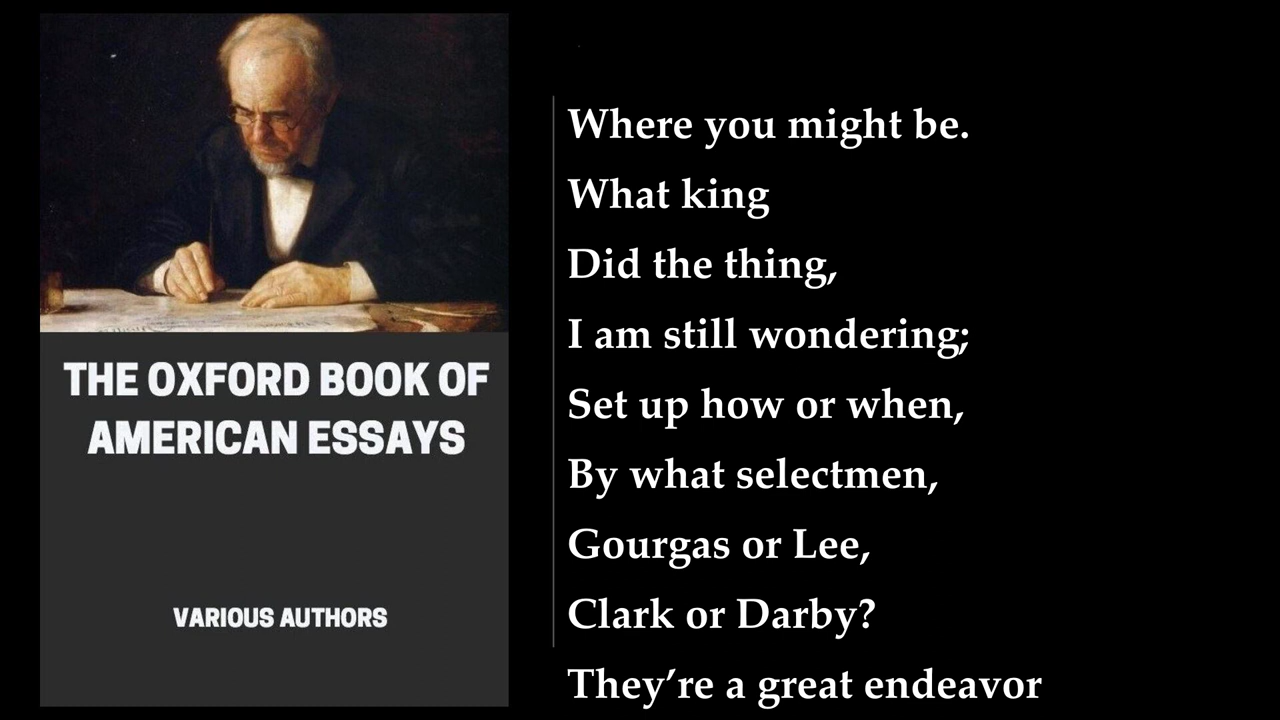 THE OXFORD BOOK OF
AMERICAN ESSAYS
VARIOUS AUTHORS
Where you might be.
What king
Did the thing,
I am still wondering;
Set up how or when,
By what selectmen,
Gourgas or Lee,
Clark or Darby?
They’re a great endeavor